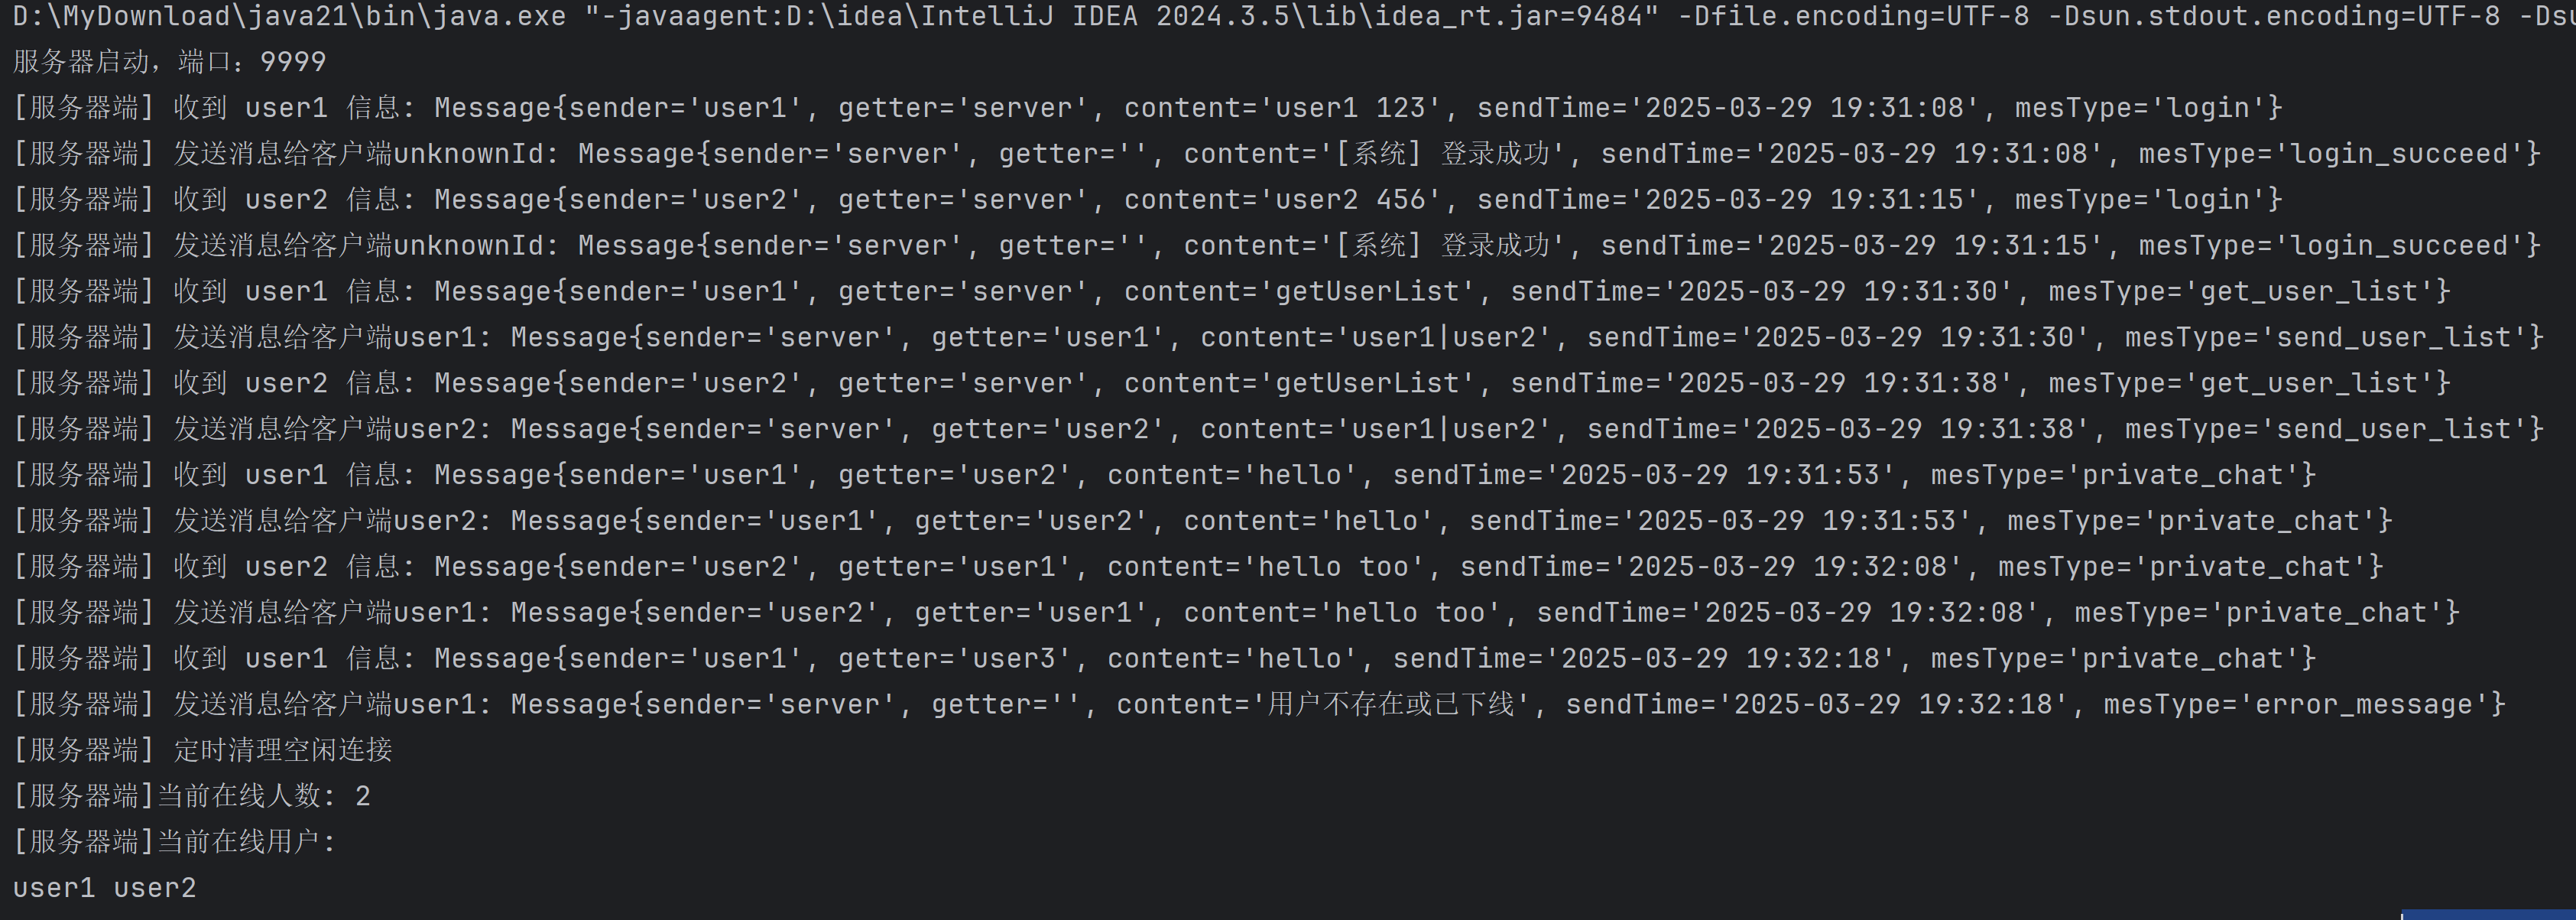 D:\MyDownload\java21\bin\java.exe "-javaagent:D:\idea\IntelliJ IDEA 2024.3.5\lib\idea_rt.jar=9484" -Dfile.encoding=UTF-8 -Dsun.stdout.encoding=UTF-8 -Dsu
服务器启动，端口：9999
[服务器端] 收到 user1 信息: Message{sender='user1', getter='server', content='user1 123', sendTime='2025-03-29 19:31:08', mesType='login'}
[服务器端] 发送消息给客户端unknownId: Message{sender='server', getter='', content='[系统] 登录成功', sendTime='2025-03-29 19:31:08', mesType='login_succeed'}
[服务器端] 收到 user2 信息: Message{sender='user2', getter='server', content='user2 456', sendTime='2025-03-29 19:31:15', mesType='login'}
[服务器端] 发送消息给客户端unknownId: Message{sender='server', getter='', content='[系统] 登录成功', sendTime='2025-03-29 19:31:15', mesType='login_succeed'}
[服务器端] 收到 user1 信息: Message{sender='user1', getter='server', content='getUserList', sendTime='2025-03-29 19:31:30', mesType='get_user_list'}
[服务器端] 发送消息给客户端user1: Message{sender='server', getter='user1', content='user1|user2', sendTime='2025-03-29 19:31:30', mesType='send_user_list'}
[服务器端] 收到 user2 信息: Message{sender='user2', getter='server', content='getUserList', sendTime='2025-03-29 19:31:38', mesType='get_user_list'}
[服务器端] 发送消息给客户端user2: Message{sender='server', getter='user2', content='user1|user2', sendTime='2025-03-29 19:31:38', mesType='send_user_list'}
[服务器端] 收到 user1 信息: Message{sender='user1', getter='user2', content='hello', sendTime='2025-03-29 19:31:53', mesType='private_chat'}
[服务器端] 发送消息给客户端user2: Message{sender='user1', getter='user2', content='hello', sendTime='2025-03-29 19:31:53', mesType='private_chat'}
[服务器端] 收到 user2 信息: Message{sender='user2', getter='user1', content='hello too', sendTime='2025-03-29 19:32:08', mesType='private_chat'}
[服务器端] 发送消息给客户端user1: Message{sender='user2', getter='user1', content='hello too', sendTime='2025-03-29 19:32:08', mesType='private_chat'}
[服务器端] 收到 user1 信息: Message{sender='user1', getter='user3', content='hello', sendTime='2025-03-29 19:32:18', mesType='private_chat'}
[服务器端] 发送消息给客户端user1: Message{sender='server', getter='', content='用户不存在或已下线', sendTime='2025-03-29 19:32:18', mesType='error_message'}
[服务器端] 定时清理空闲连接
[服务器端]当前在线人数: 2
[服务器端]当前在线用户:
user1 user2